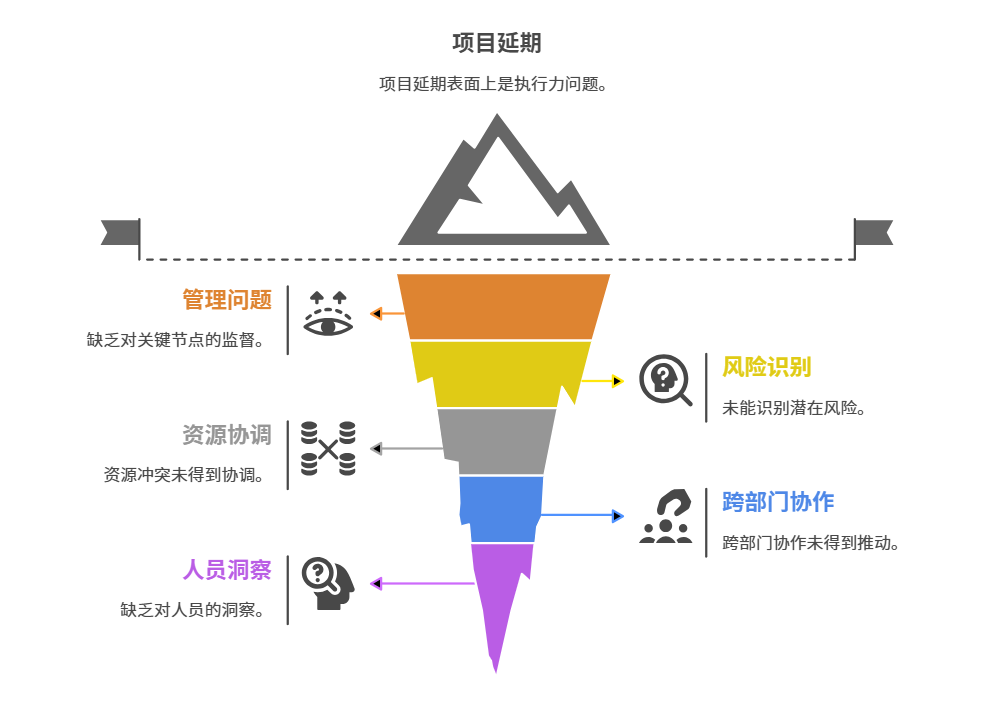 项目延期
项目延期表面上是执行力问题。
管理问题
缺乏对关键节点的监督。
风险识别
未能识别潜在风险。
资源协调
资源冲突未得到协调。
跨部门协作
跨部门协作未得到推动。
人员洞察
缺乏对人员的洞察。